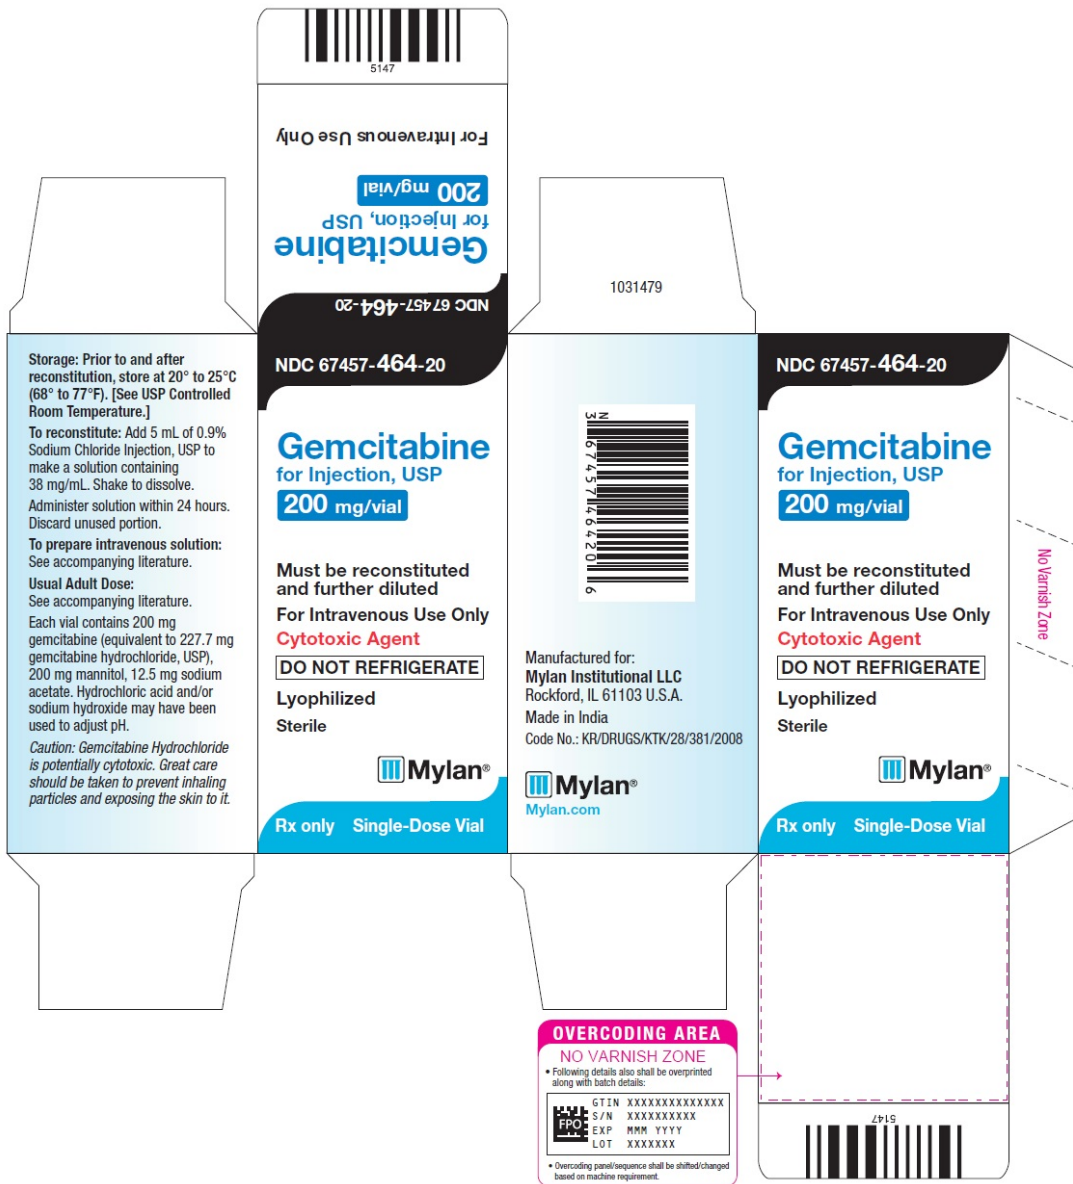 5147
For Intravenous Use Only
200 mg/vial
for Injection, USP
Gemcitabine
NDC 67457-464-20
1031479
Storage: Prior to and after
reconstitution, store at 20° to 25°C
(68° to 77°F). [See USP Controlled
Room Temperature.]
To reconstitute: Add 5 mL of 0.9%
Sodium Chloride Injection, USP to
make a solution containing
38 mg/mL. Shake to dissolve.
Administer solution within 24 hours.
Discard unused portion.
To prepare intravenous solution:
See accompanying literature.
Usual Adult Dose:
See accompanying literature.
Each vial contains 200 mg
gemcitabine (equivalent to 227.7 mg
gemcitabine hydrochloride, USP),
200 mg mannitol, 12.5 mg sodium
acetate. Hydrochloric acid and/or
sodium hydroxide may have been
used to adjust pH.
Caution: Gemcitabine Hydrochloride
is potentially cytotoxic. Great care
should be taken to prevent inhaling
particles and exposing the skin to it.
NDC 67457-464-20
Gemcitabine
for Injection, USP
200 mg/vial
Must be reconstituted
and further diluted
For Intravenous Use Only
Cytotoxic Agent
DO NOT REFRIGERATE
Lyophilized
Sterile
Mylan®
Rx only Single-Dose Vial
N
3 67457 46420 6
Manufactured for:
Mylan Institutional LLC
Rockford, IL 61103 U.S.A.
Made in India
Code No.: KR/DRUGS/KTK/28/381/2008
Mylan®
Mylan.com
NDC 67457-464-20
Gemcitabine
for Injection, USP
200 mg/vial
Must be reconstituted
and further diluted
For Intravenous Use Only
Cytotoxic Agent
DO NOT REFRIGERATE
Lyophilized
Sterile
Mylan®
Rx only Single-Dose Vial
No Varnish Zone
OVERCODING AREA
NO VARNISH ZONE
• Following details also shall be overprinted
along with batch details:
FPO
GTIN XXXXXXXXXXXXXX
S/N XXXXXXXXXX
EXP MMM YYYY
LOT XXXXXXX
• Overcoding panel/sequence shall be shifted/changed
based on machine requirement.
5147